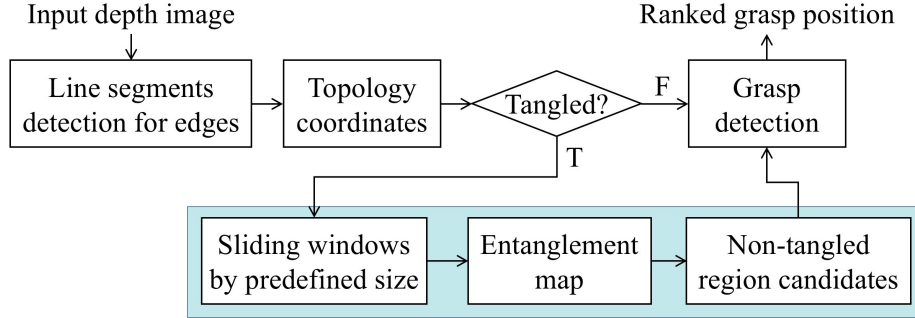 Input depth image
Ranked grasp position
Line segments
detection for edges
Topology
coordinates
Tangled?
F
Grasp
detection
T
Sliding windows
by predefined size
Entanglement
map
Non-tangled
region candidates